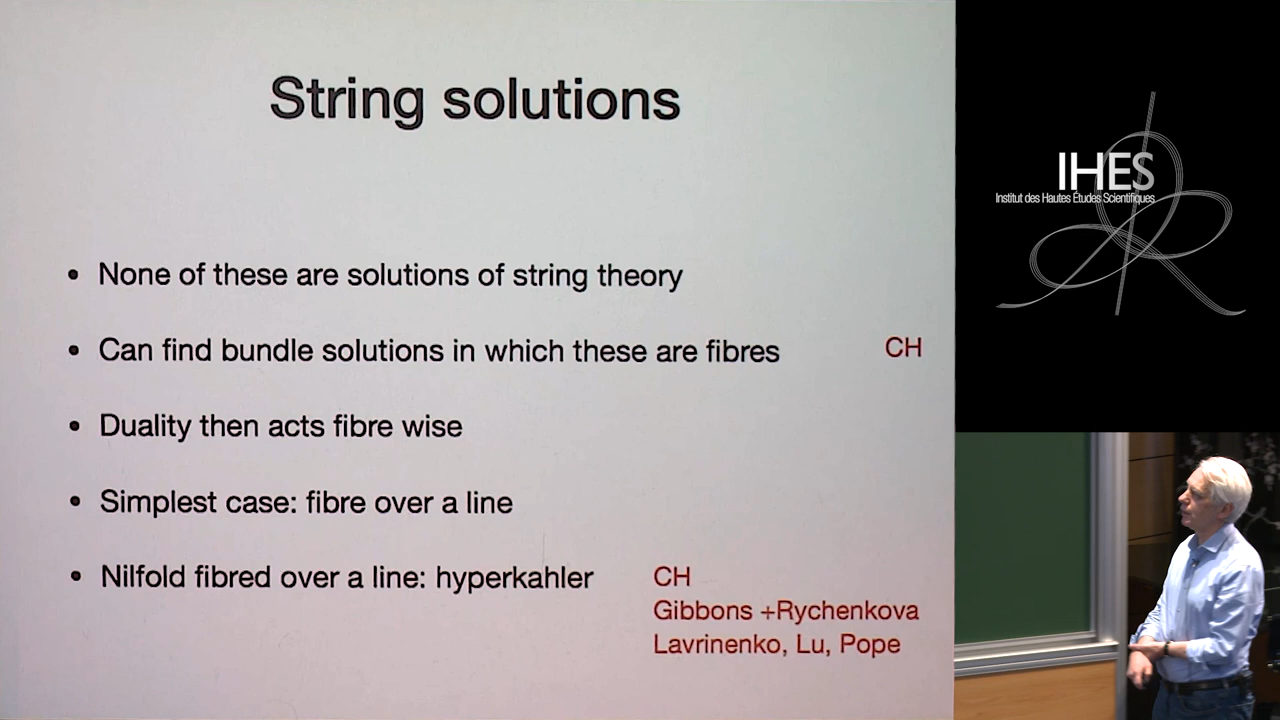 String solutions
• None of these are solutions of string theory
• Can find bundle solutions in which these are fibres CH
• Duality then acts fibre wise
• Simplest case: fibre over a line
• Nilfold fibred over a line: hyperkahler CH
Gibbons +Rychenkova
Lavrinenko, Lu, Pope
IHES
Institut des Hautes Études Scientifiques